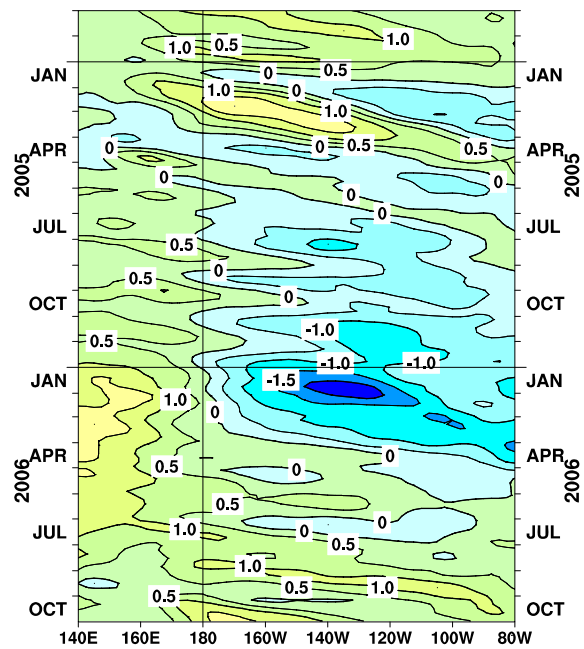 1.0 0.5 1.0
JAN 0 0.5 JAN
1.0 0
1.0
APR 0 0 0.5 0.5 APR
2005 0 0 0 2005
0
JUL JUL
0.5
0.5 0
OCT 0 OCT
-1.0
0.5 -1.0 -1.0
JAN -1.5 JAN
1.0 0
APR 0.5 0 0 APR
2006 2006
0.5
JUL 1.0 0 0 JUL
0.5
1.0
0.5 0.5 1.0
OCT OCT
140E 160E 180 160W 140W 120W 100W 80W